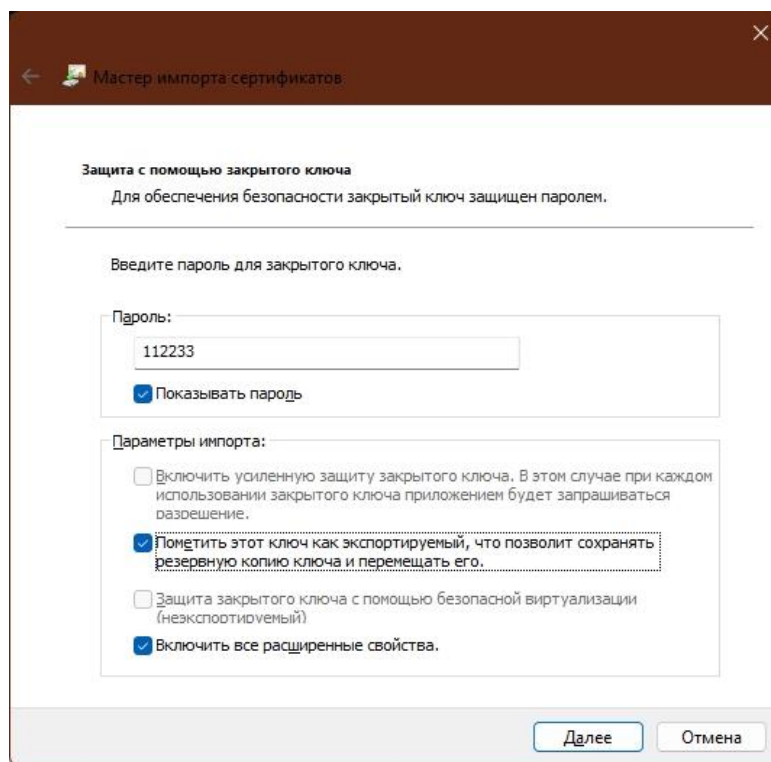 Мастер импорта сертификатов
Защита с помощью закрытого ключа
Для обеспечения безопасности закрытый ключ защищен паролем.
Введите пароль для закрытого ключа.
Пароль:
112233
Показывать пароль
Параметры импорта:
Включить усиленную защиту закрытого ключа. В этом случае при каждом
использовании закрытого ключа приложением будет запрашиваться
разрешение.
Пометить этот ключ как экспортируемый, что позволит сохранять
резервную копию ключа и перемещать его.
Защита закрытого ключа с помощью безопасной виртуализации
(неэкспортируемый)
Включить все расширенные свойства.
Далее
Отмена